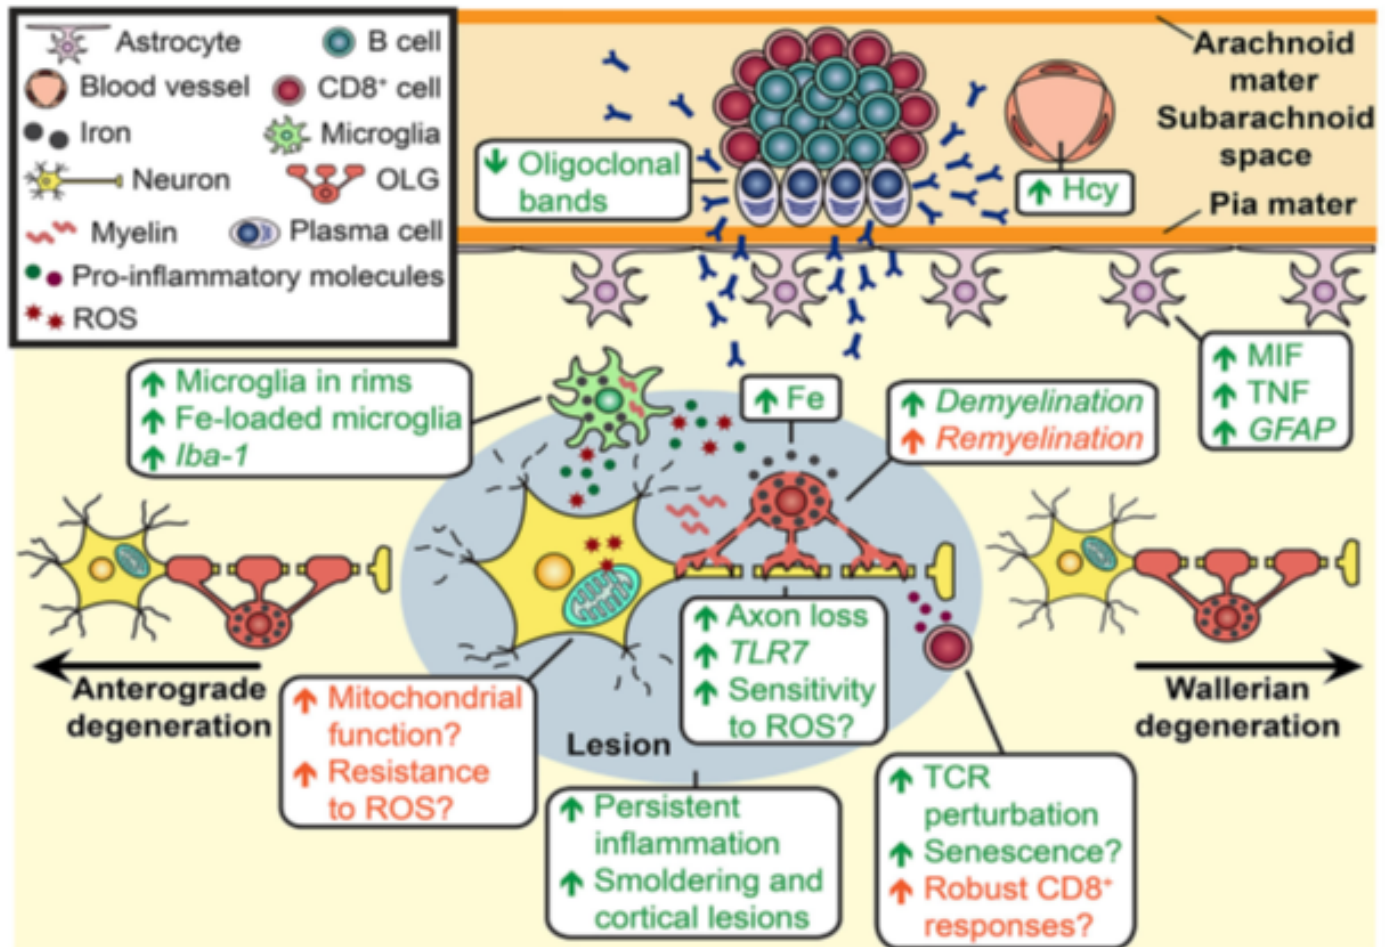 Astrocyte
B cell
Blood vessel
CD8⁺ cell
Iron
Microglia
Neuron
OLG
Myelin
Plasma cell
Pro-inflammatory molecules
ROS
Arachnoid
mater
Subarachnoid
space
Pia mater
↓ Oligoclonal
bands
↑ Hcy
↑ MIF
↑ TNF
↑ GFAP
↑ Microglia in rims
↑ Fe-loaded microglia
↑ Iba-1
↑ Fe
↑ Demyelination
↑ Remyelination
↑ Axon loss
↑ TLR7
↑ Sensitivity
to ROS?
Anterograde
degeneration
Wallerian
degeneration
↑ Mitochondrial
function?
↑ Resistance
to ROS?
Lesion
↑ Persistent
inflammation
↑ Smoldering and
cortical lesions
↑ TCR
perturbation
↑ Senescence?
↑ Robust CD8⁺
responses?